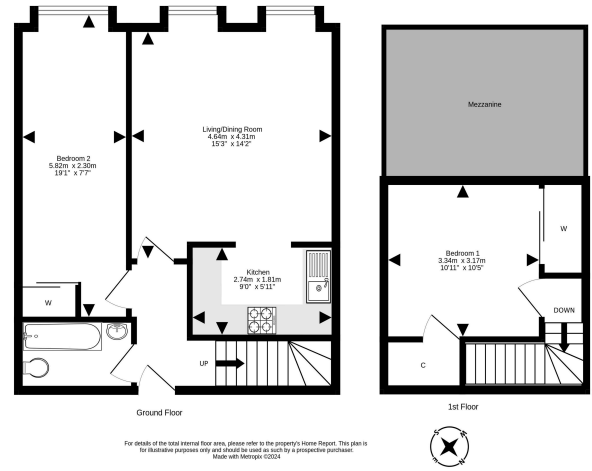 Mezzanine
Living/Dining Room
4.64m x 4.31m
15'3" x 14'2"
Bedroom 2
5.82m x 2.30m
19'1" x 7'7"
W
Bedroom 1
3.34m x 3.17m
10'11" x 10'5"
Kitchen
2.74m x 1.81m
9'0" x 5'11"
W
DOWN
UP
C
Ground Floor
1st Floor
For details of the total internal floor area, please refer to the property's Home Report. This plan is
for illustrative purposes only and should be used as such by a prospective purchaser.
Made with Metropix ©2024
S
W
N
E